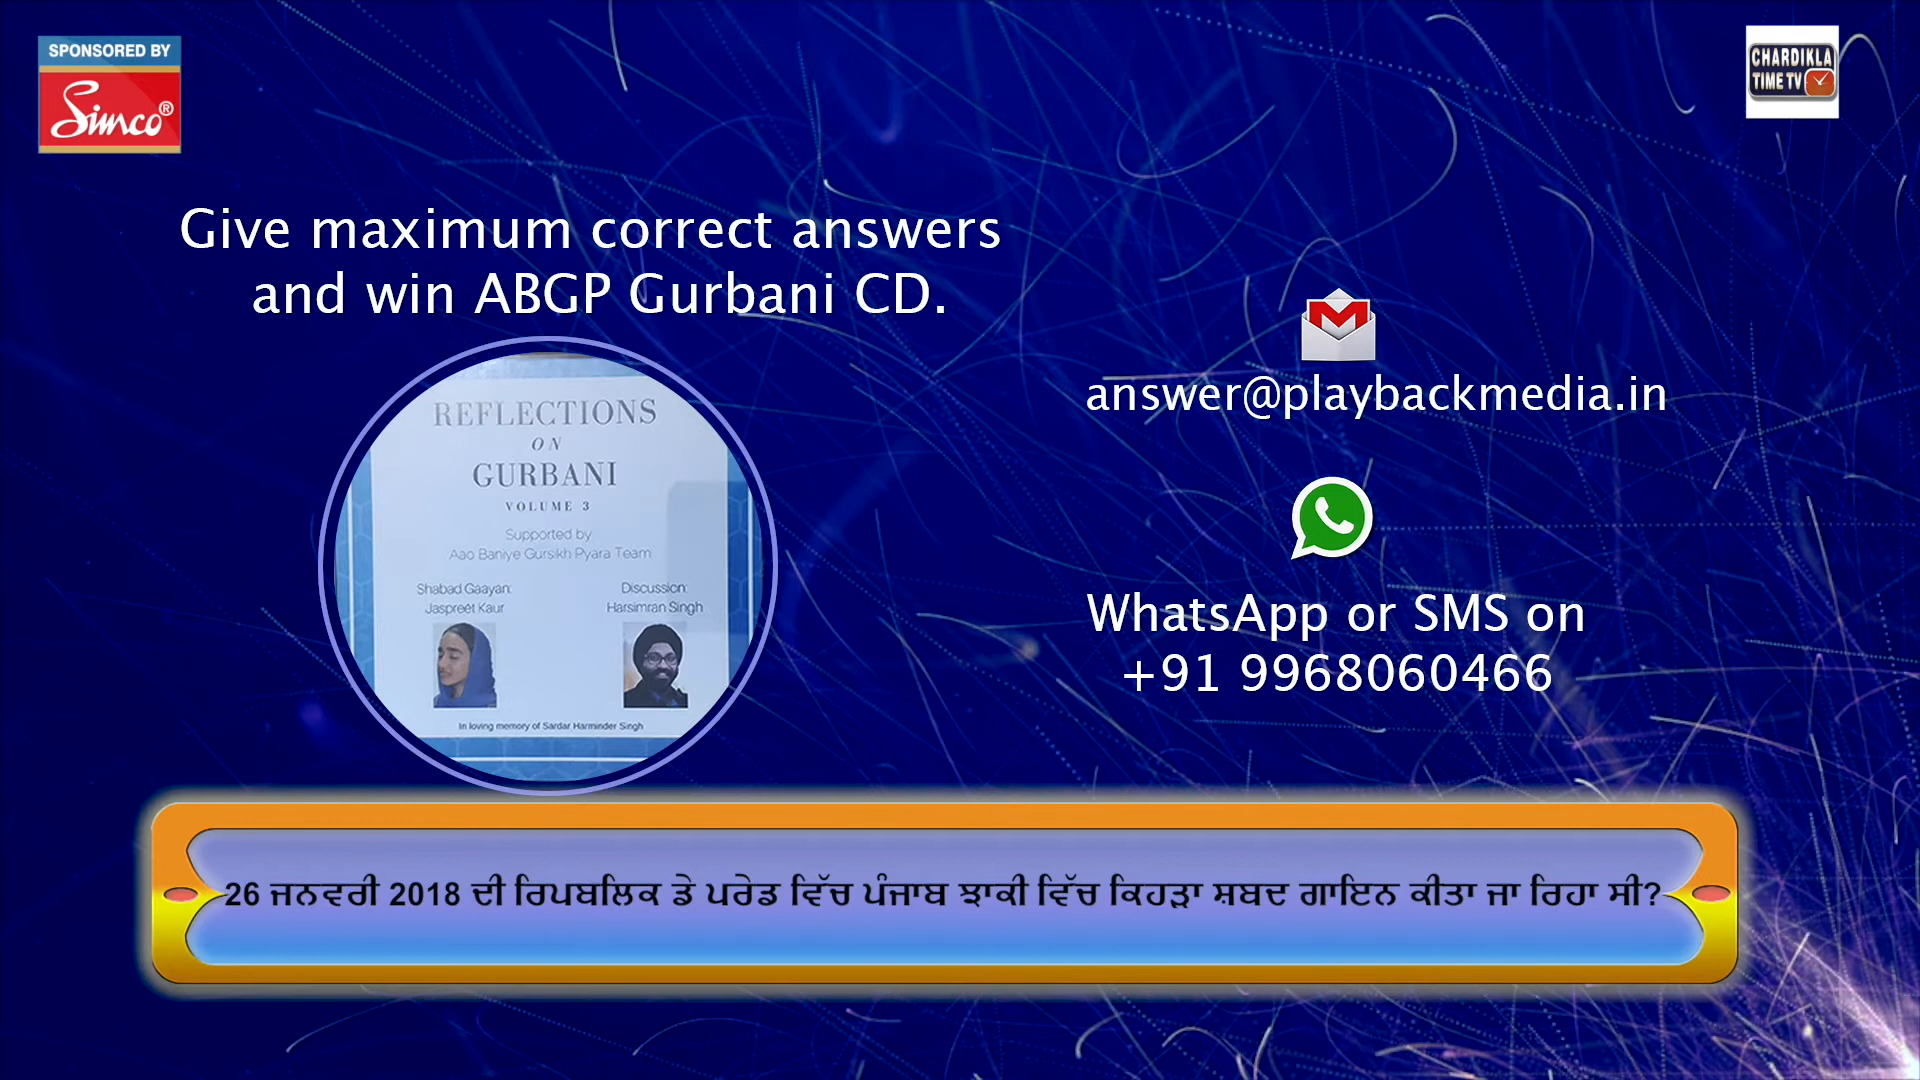 SPONSORED BY
Simco®
CHARDIKLA
TIME TV
Give maximum correct answers
and win ABGP Gurbani CD.
REFLECTIONS
ON
GURBANI
VOLUME 3
Supported by
Aao Baniye Gursikh Pyara Team
Shabad Gaayan:
Jaspreet Kaur
Discussion:
Harsimran Singh
In loving memory of Sardar Harminder Singh
answer@playbackmedia.in
WhatsApp or SMS on
+91 9968060466
26 ਜਨਵਰੀ 2018 ਦੀ ਰਿਪਬਲਿਕ ਡੇ ਪਰੇਡ ਵਿੱਚ ਪੰਜਾਬ ਝਾਕੀ ਵਿੱਚ ਕਿਹੜਾ ਸ਼ਬਦ ਗਾਇਨ ਕੀਤਾ ਜਾ ਰਿਹਾ ਸੀ?